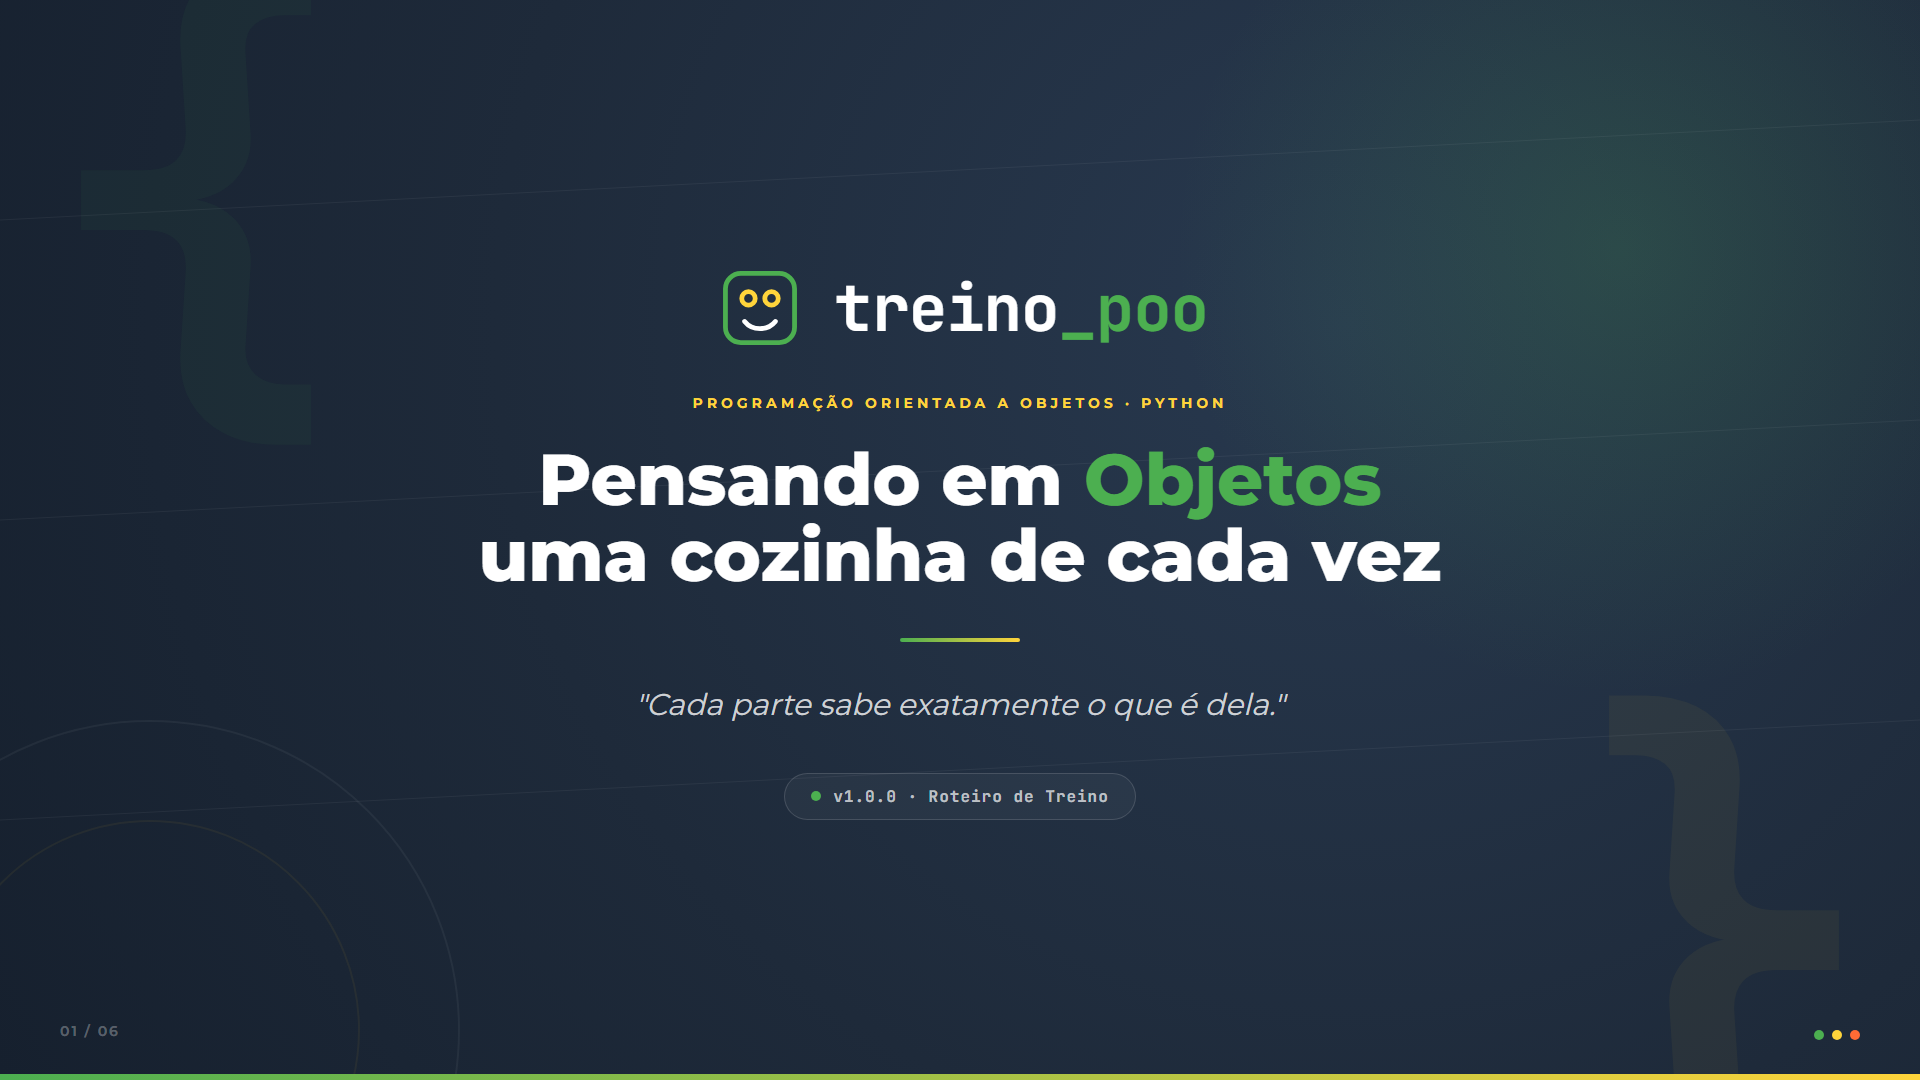 treino_poo
PROGRAMAÇÃO ORIENTADA A OBJETOS · PYTHON
Pensando em Objetos
uma cozinha de cada vez
"Cada parte sabe exatamente o que é dela."
v1.0.0 · Roteiro de Treino
01 / 06